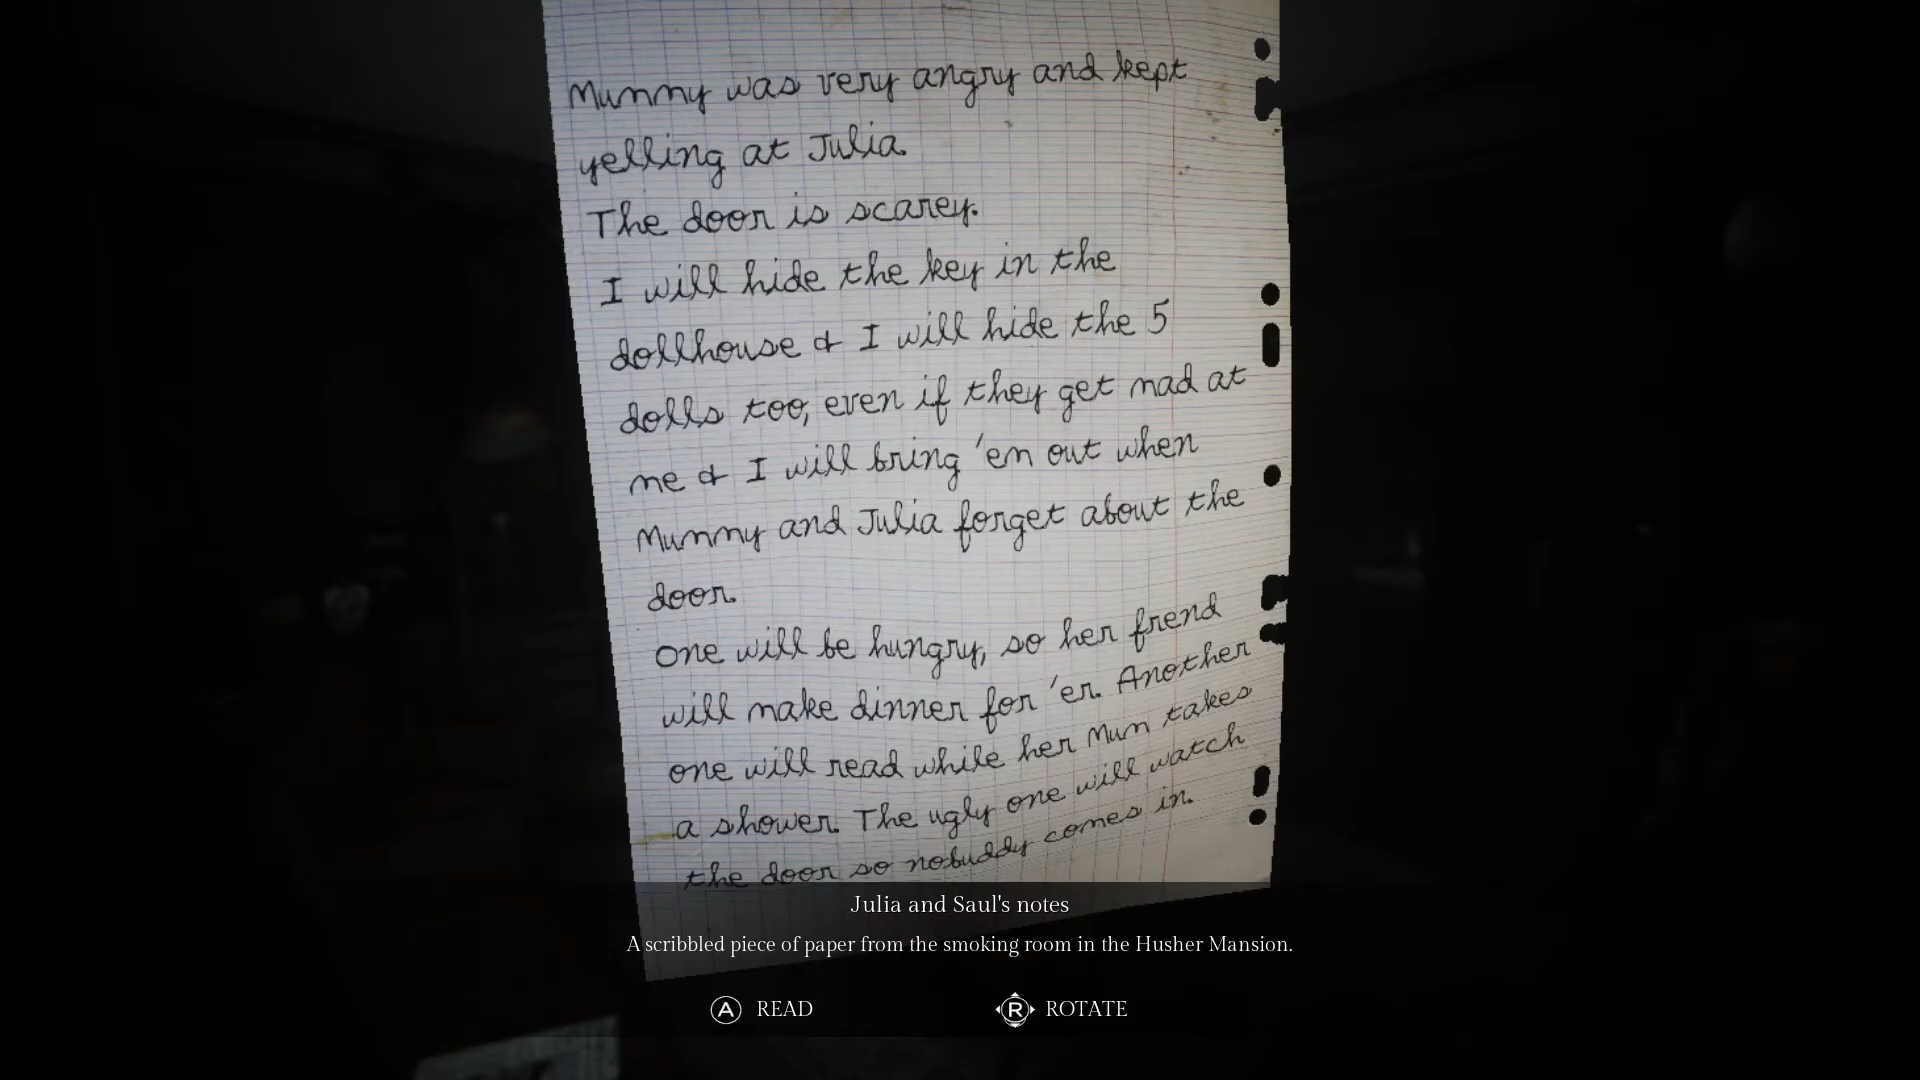 Mummy was very angry and kept
yelling at Julia.
The door is scarey.
I will hide the key in the
dollhouse & I will hide the 5
dolls too, even if they get mad at
me & I will bring 'em out when
Mummy and Julia forget about the
door.
One will be hungry, so her frend
will make dinner for 'er. Another
one will read while her Mum takes
a shower. The ugly one will watch
the door so nobuddy comes in.
Julia and Saul's notes
A scribbled piece of paper from the smoking room in the Husher Mansion.
A READ
R ROTATE